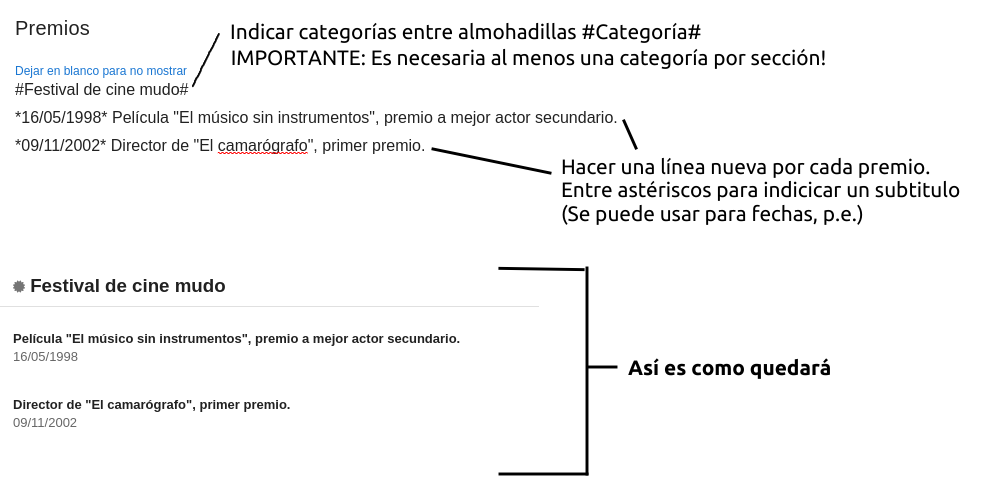 Premios
Indicar categorías entre almohadillas #Categoría#
IMPORTANTE: Es necesaria al menos una categoría por sección!
Dejar en blanco para no mostrar
#Festival de cine mudo#
*16/05/1998* Película "El músico sin instrumentos", premio a mejor actor secundario.
*09/11/2002* Director de "El camarógrafo", primer premio.
Hacer una línea nueva por cada premio.
Entre astériscos para indicicar un subtitulo
(Se puede usar para fechas, p.e.)
Festival de cine mudo
Película "El músico sin instrumentos", premio a mejor actor secundario.
16/05/1998
Así es como quedará
Director de "El camarógrafo", primer premio.
09/11/2002